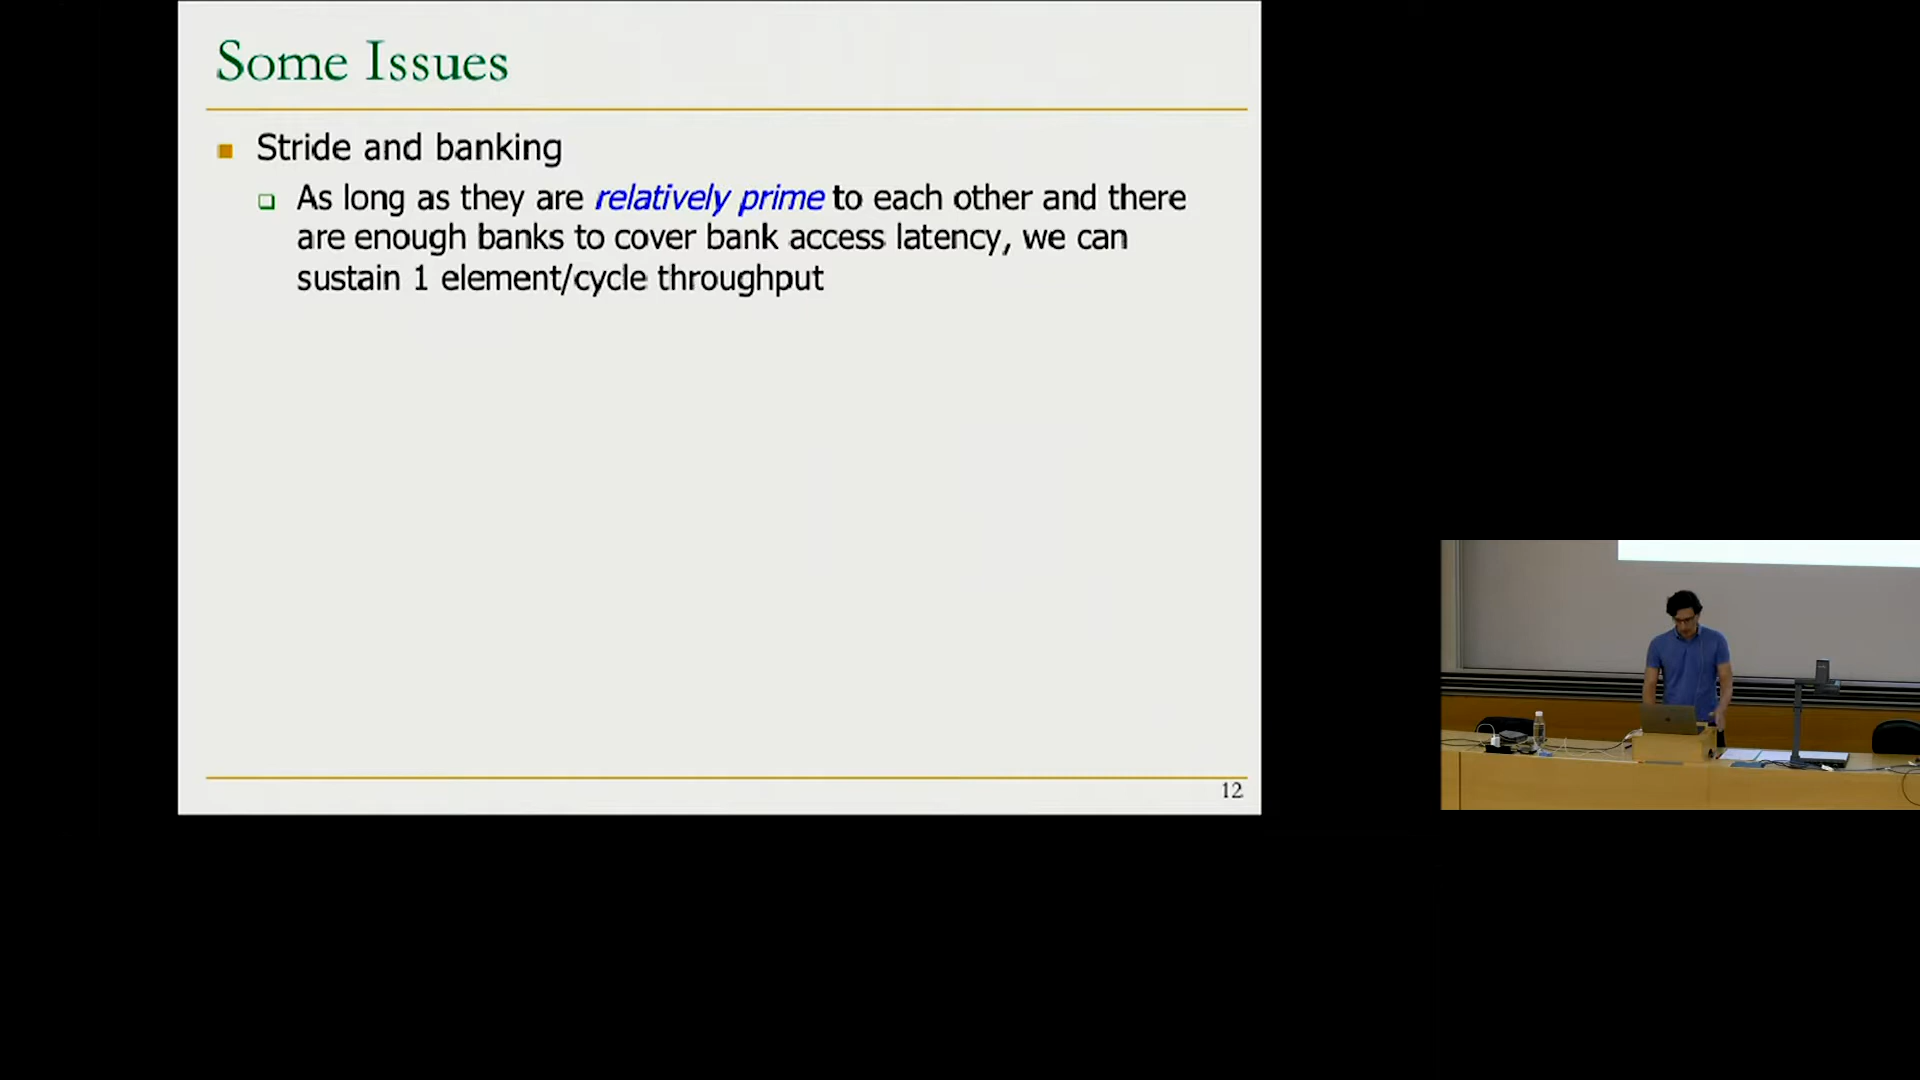 Some Issues
Stride and banking
As long as they are relatively prime to each other and there
are enough banks to cover bank access latency, we can
sustain 1 element/cycle throughput
12